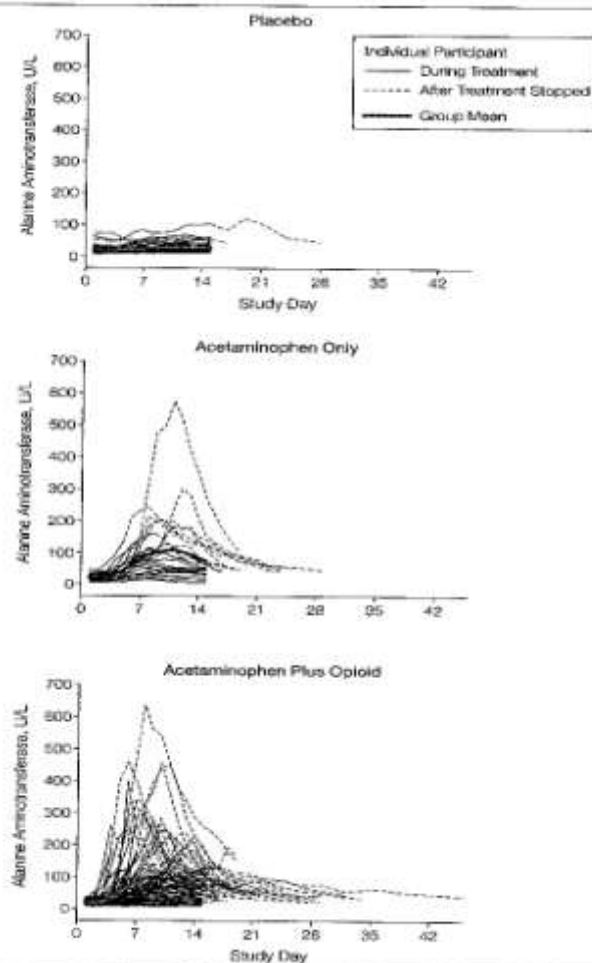 Placebo
Individual Participant
During Treatment
After Treatment Stopped
Group Mean
Alanine Aminotransferase, U/L
700
600
500
400
300
200
100
0
0 7 14 21 28 35 42
Study Day
Acetaminophen Only
Alanine Aminotransferase, U/L
700
600
500
400
300
200
100
0
0 7 14 21 28 35 42
Acetaminophen Plus Opioid
Alanine Aminotransferase, U/L
700
600
500
400
300
200
100
0
0 7 14 21 28 35 42
Study Day